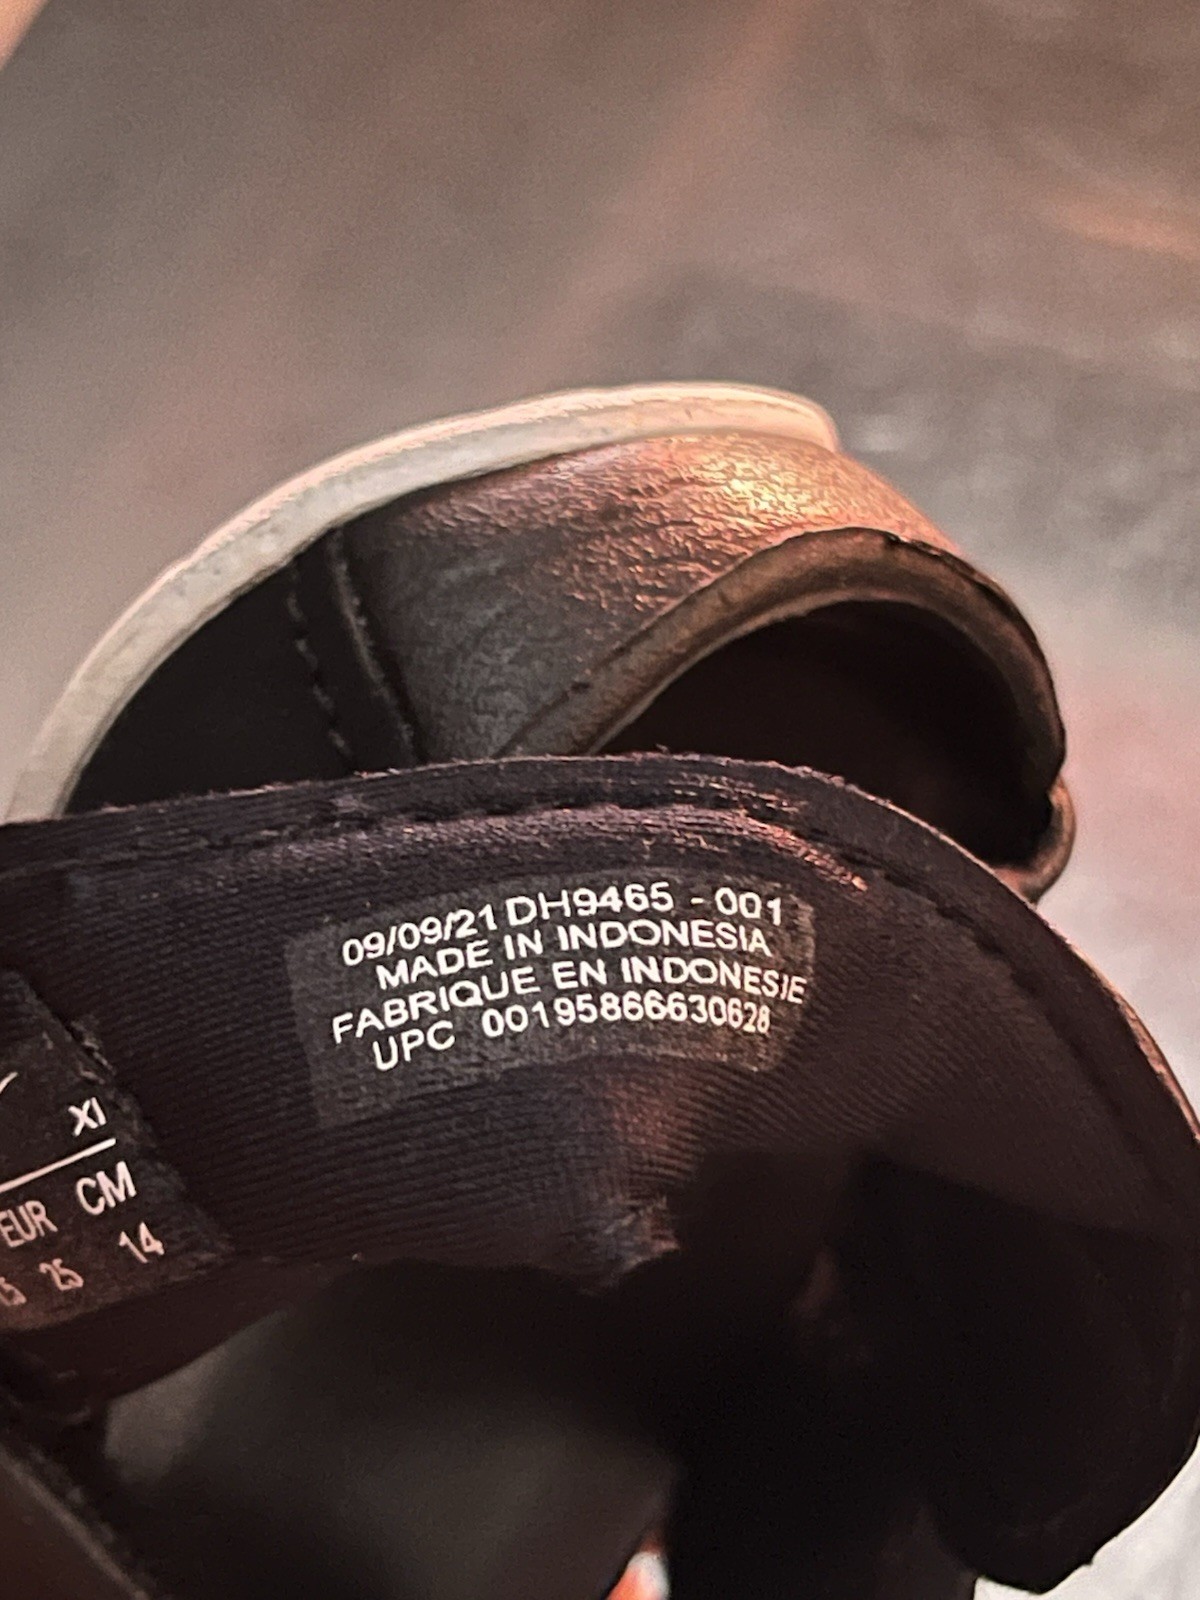 09/09/21 DH9465 - 001
MADE IN INDONESIA
FABRIQUE EN INDONESIE
UPC 00195866630628
XI
EUR CM
25 14